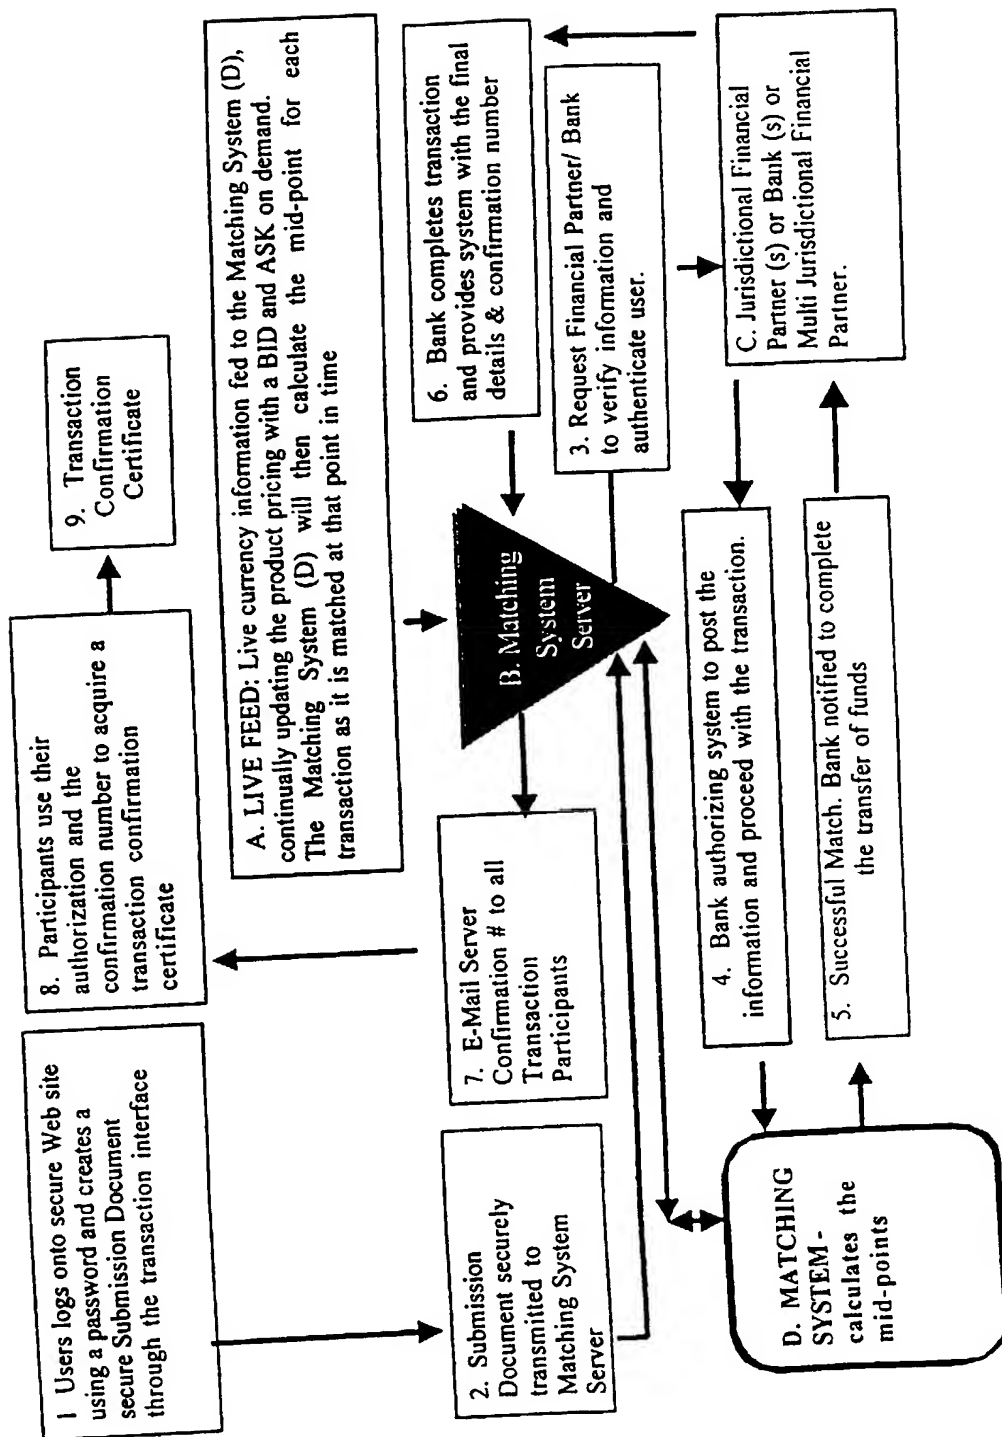 1 Users logs onto secure Web site
using a password and creates a
secure Submission Document
through the transaction interface
8. Participants use their
authorization and the
confirmation number to acquire a
transaction confirmation
certificate
9. Transaction
Confirmation
Certificate
A. LIVE FEED: Live currency information fed to the Matching System (D),
continually updating the product pricing with a BID and ASK on demand.
The Matching System (D) will then calculate the mid-point for each
transaction as it is matched at that point in time
2. Submission
Document securely
transmitted to
Matching System
Server
7. E-Mail Server
Confirmation # to all
Transaction
Participants
B. Matching
System
Server
6. Bank completes transaction
and provides system with the final
details & confirmation number
3. Request Financial Partner/ Bank
to verify information and
authenticate user.
D. MATCHING
SYSTEM-
calculates the
mid-points
4. Bank authorizing system to post the
information and proceed with the transaction.
5. Successful Match. Bank notified to complete
the transfer of funds
C. Jurisdictional Financial
Partner (s) or Bank (s) or
Multi Jurisdictional Financial
Partner.